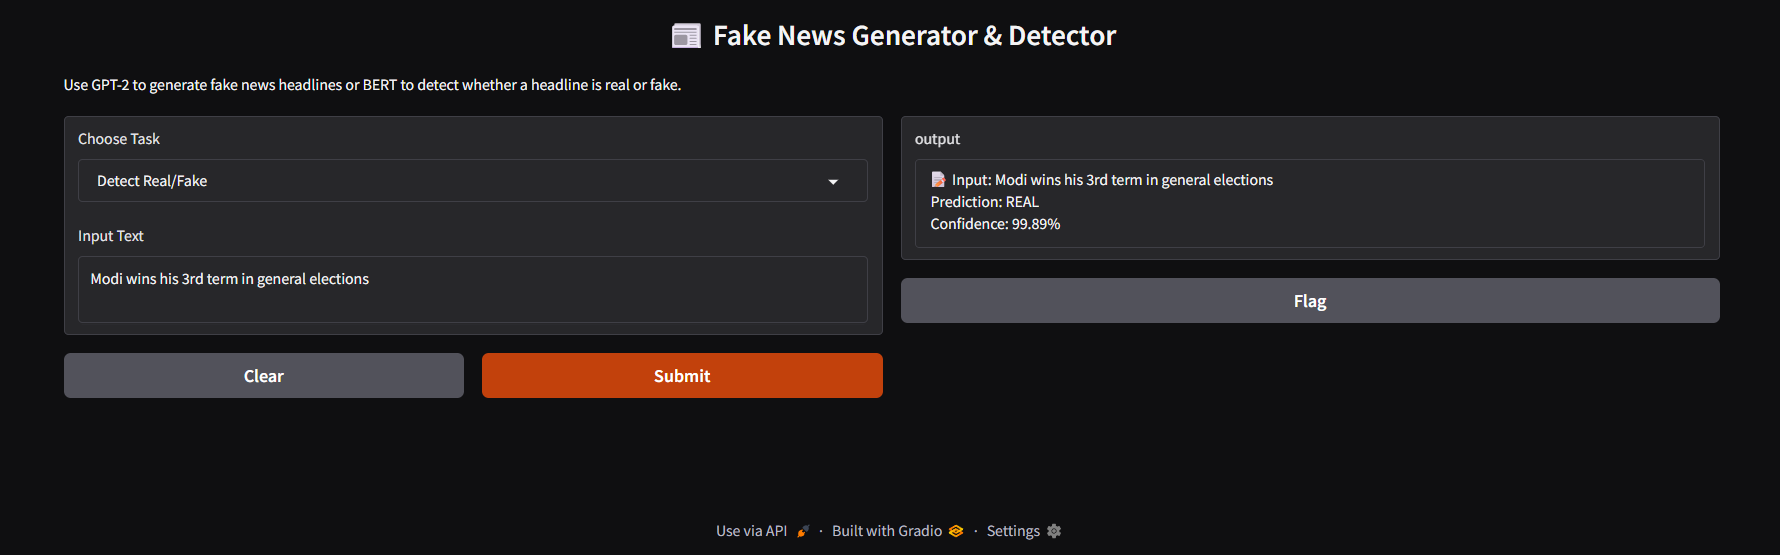 Fake News Generator & Detector
Use GPT-2 to generate fake news headlines or BERT to detect whether a headline is real or fake.
Choose Task
Detect Real/Fake
Input Text
Modi wins his 3rd term in general elections
Clear
Submit
output
Input: Modi wins his 3rd term in general elections
Prediction: REAL
Confidence: 99.89%
Flag
Use via API · Built with Gradio · Settings